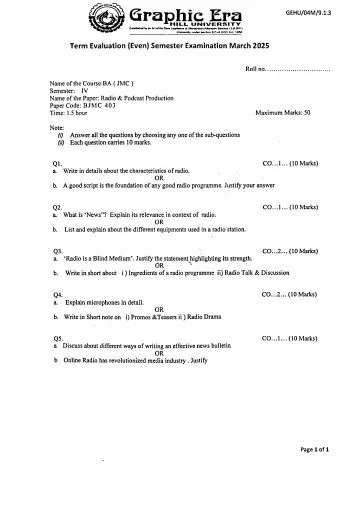 GEHU/04M/9.1.3
Graphic Era
HILL UNIVERSITY
Term Evaluation (Even) Semester Examination March 2025
Roll no..............................
Name of the Course:BA ( JMC )
Semester: IV
Name of the Paper: Radio & Podcast Production
Paper Code: BJMC 403
Time: 1.5 hour Maximum Marks: 50
Note:
(i) Answer all the questions by choosing any one of the sub-questions
(ii) Each question carries 10 marks.
Q1. CO...1... (10 Marks)
a. Write in details about the characteristics of radio.
OR
b. A good script is the foundation of any good radio programme. Justify your answer
Q2. CO...1... (10 Marks)
a. What is 'News'? Explain its relevance in context of radio.
OR
b. List and explain about the different equipments used in a radio station.
Q3. CO...2... (10 Marks)
a. 'Radio is a Blind Medium'. Justify the statement highlighting its strength.
OR
b. Write in short about i ) Ingredients of a radio programme ii) Radio Talk & Discussion
Q4. CO...2... (10 Marks)
a. Explain microphones in detail.
OR
b. Write in Short note on i) Promos &Teasers ii ) Radio Drama
Q5. CO...1... (10 Marks)
a Discuss about different ways of writing an effective news bulletin
OR
b Online Radio has revolutionized media industry . Justify
Page 1 of 1